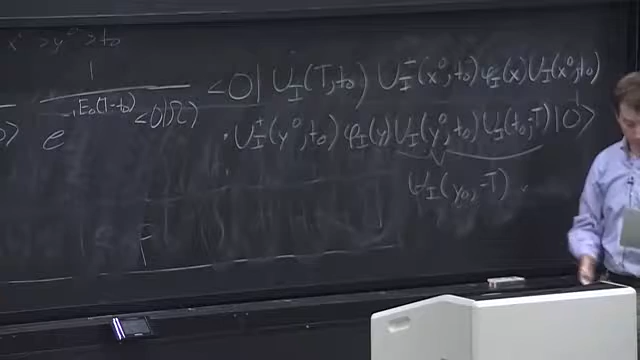 x⁰ > y⁰ > t₀
1 <0| U_I(T,t₀) U_I⁺(x⁰,t₀) φ_I(x) U_I(x⁰,t₀)
e^{-iE₀(T-t₀)} <0|Ω> · U_I⁺(y⁰,t₀) φ_I(y) U_I(y⁰,t₀) U_I(t₀,-T) |0>
U_I(y₀,-T)